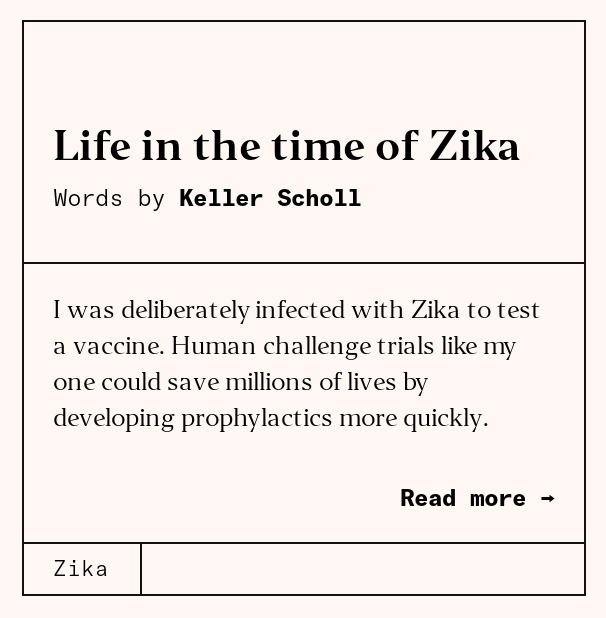 Life in the time of Zika
Words by Keller Scholl
I was deliberately infected with Zika to test
a vaccine. Human challenge trials like my
one could save millions of lives by
developing prophylactics more quickly.
Read more →
Zika